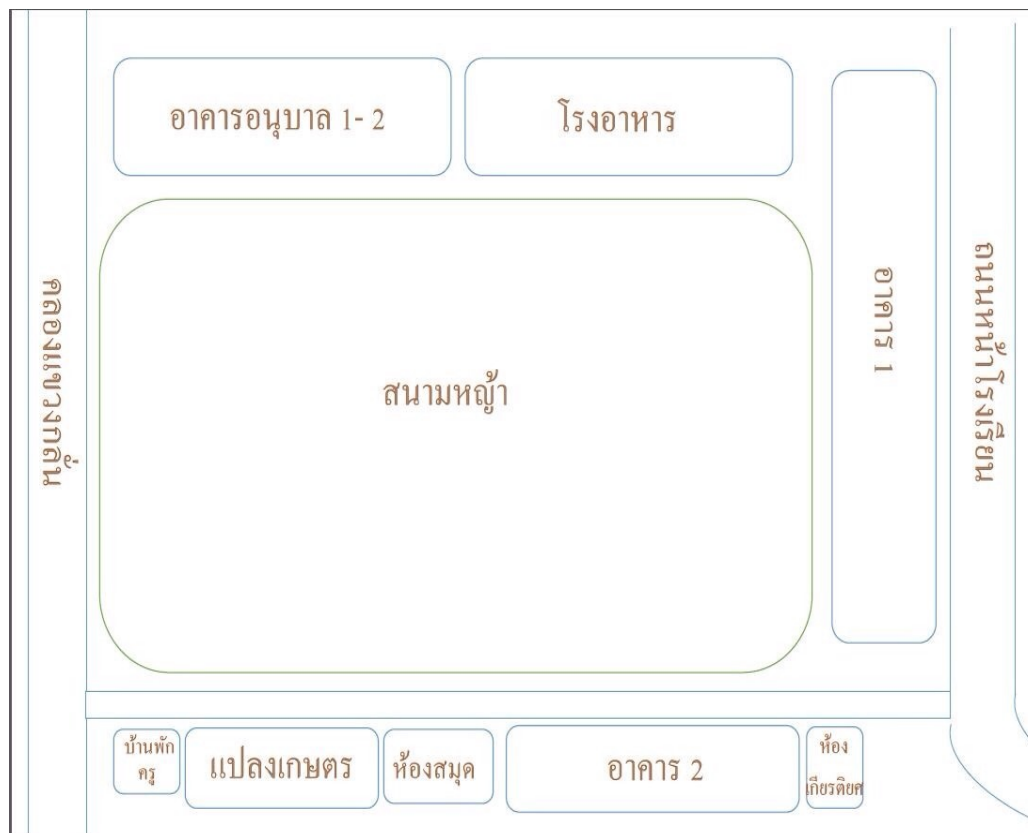 อาคารอนุบาล 1- 2
โรงอาหาร
คลองแขวงกลั่น
สนามหญ้า
อาคาร 1
ถนนหน้าโรงเรียน
บ้านพัก
ครู
แปลงเกษตร
ห้องสมุด
อาคาร 2
ห้อง
เกียรติยศ